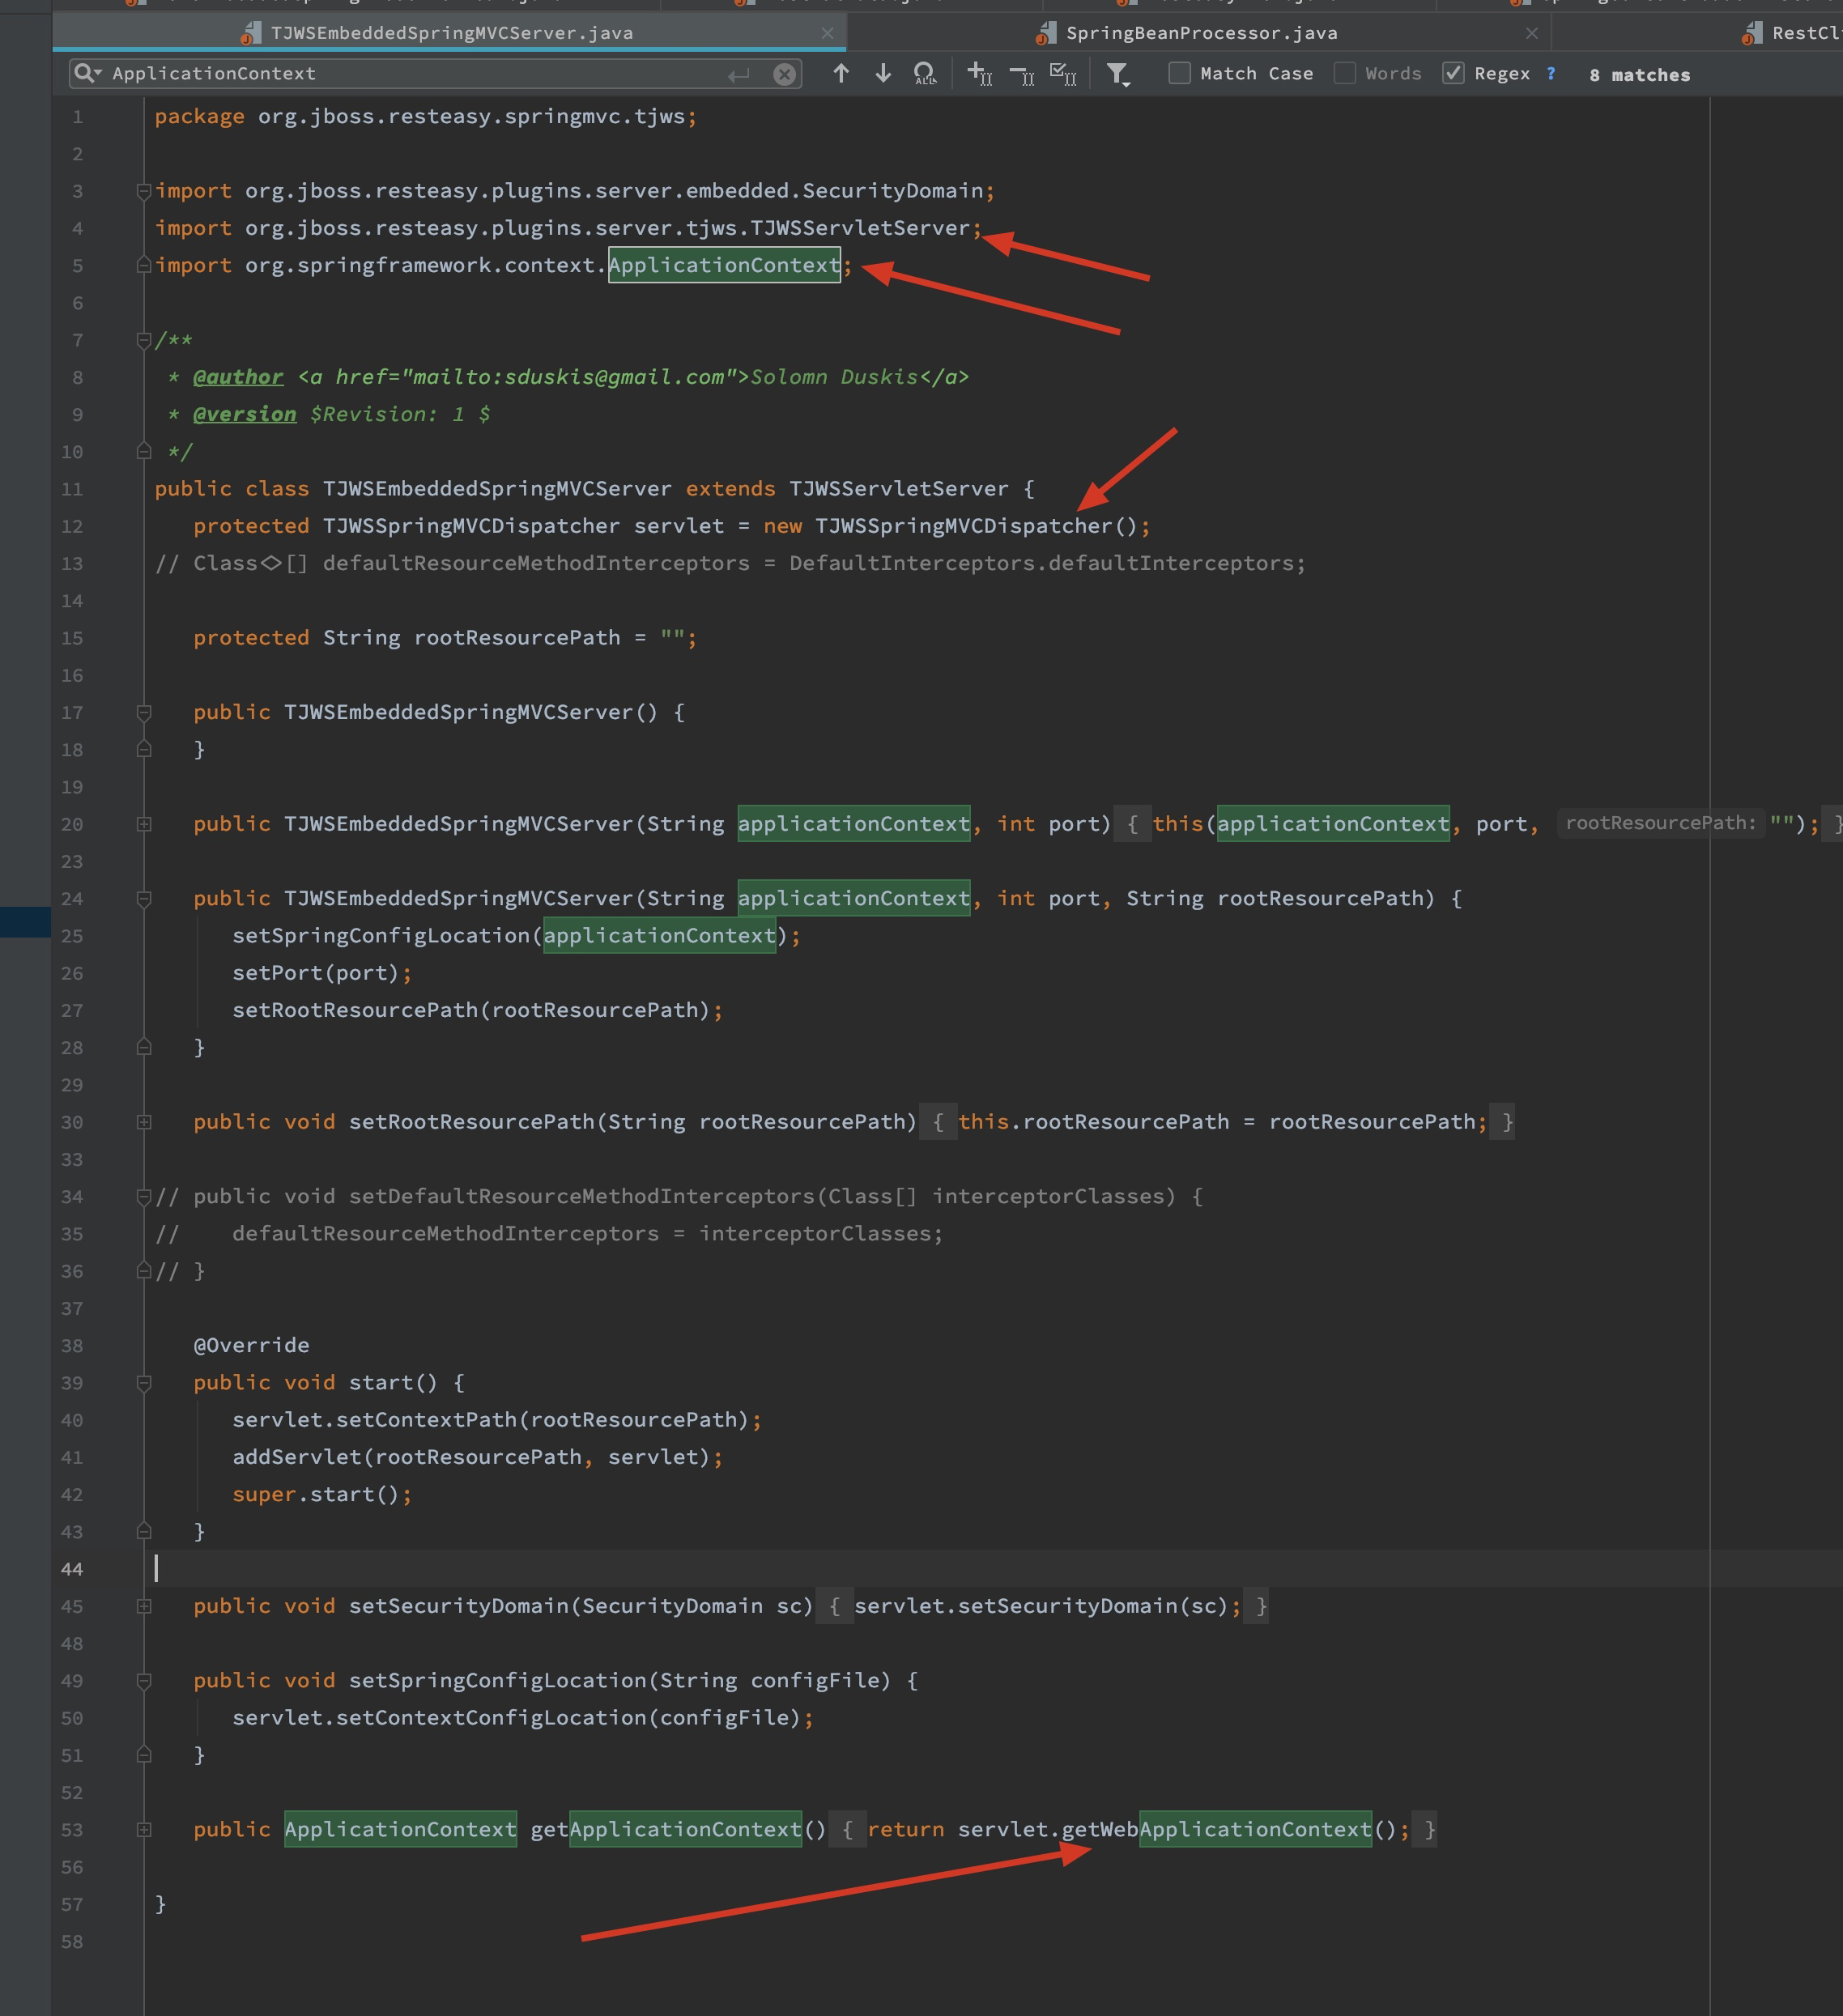 TJWSEmbeddedSpringMVCServer.java SpringBeanProcessor.java RestCl
ApplicationContext Match Case Words Regex ? 8 matches
1 package org.jboss.resteasy.springmvc.tjws;
2
3 import org.jboss.resteasy.plugins.server.embedded.SecurityDomain;
4 import org.jboss.resteasy.plugins.server.tjws.TJWSServletServer;
5 import org.springframework.context.ApplicationContext;
6
7 /**
8 * @author <a href="mailto:sduskis@gmail.com">Solomn Duskis</a>
9 * @version $Revision: 1 $
10 */
11 public class TJWSEmbeddedSpringMVCServer extends TJWSServletServer {
12 protected TJWSSpringMVCDispatcher servlet = new TJWSSpringMVCDispatcher();
13 // Class<>[] defaultResourceMethodInterceptors = DefaultInterceptors.defaultInterceptors;
14
15 protected String rootResourcePath = "";
16
17 public TJWSEmbeddedSpringMVCServer() {
18 }
19
20 public TJWSEmbeddedSpringMVCServer(String applicationContext, int port) { this(applicationContext, port, rootResourcePath: ""); }
23
24 public TJWSEmbeddedSpringMVCServer(String applicationContext, int port, String rootResourcePath) {
25 setSpringConfigLocation(applicationContext);
26 setPort(port);
27 setRootResourcePath(rootResourcePath);
28 }
29
30 public void setRootResourcePath(String rootResourcePath) { this.rootResourcePath = rootResourcePath; }
33
34 // public void setDefaultResourceMethodInterceptors(Class[] interceptorClasses) {
35 // defaultResourceMethodInterceptors = interceptorClasses;
36 // }
37
38 @Override
39 public void start() {
40 servlet.setContextPath(rootResourcePath);
41 addServlet(rootResourcePath, servlet);
42 super.start();
43 }
44
45 public void setSecurityDomain(SecurityDomain sc) { servlet.setSecurityDomain(sc); }
48
49 public void setSpringConfigLocation(String configFile) {
50 servlet.setContextConfigLocation(configFile);
51 }
52
53 public ApplicationContext getApplicationContext() { return servlet.getWebApplicationContext(); }
56
57 }
58